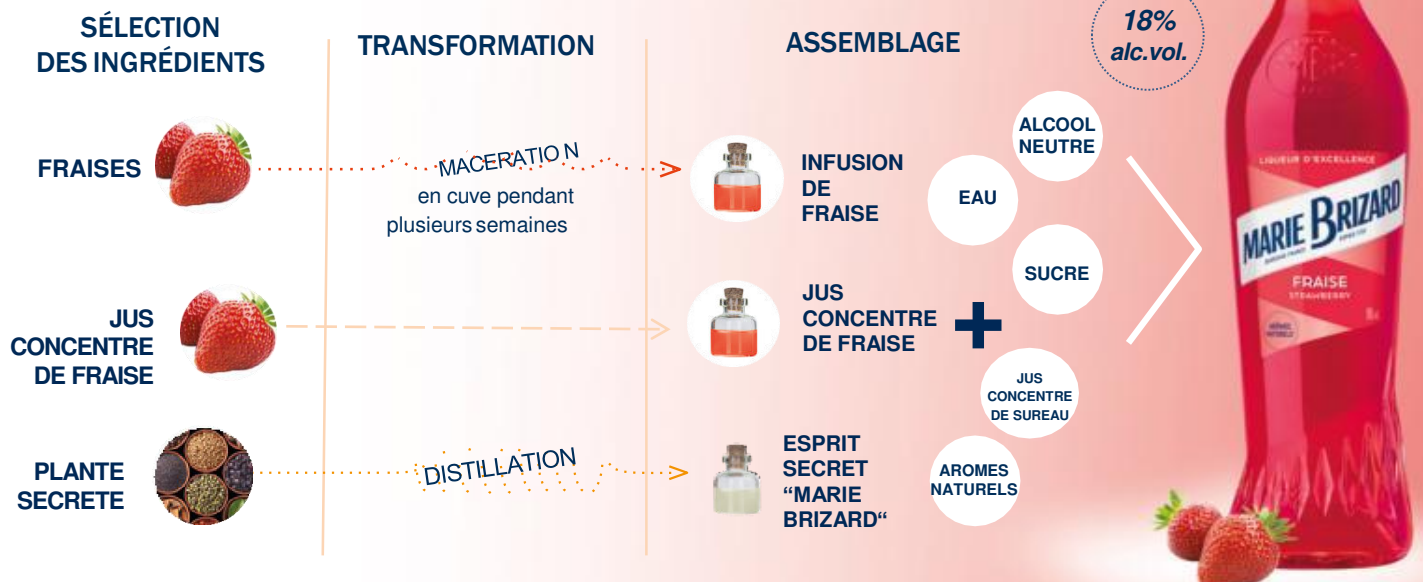 SÉLECTION
DES INGRÉDIENTS
TRANSFORMATION
ASSEMBLAGE
18%
alc.vol.
FRAISES
MACERATIO N
en cuve pendant
plusieurs semaines
INFUSION
DE
FRAISE
ALCOOL
NEUTRE
EAU
SUCRE
JUS
CONCENTRE
DE FRAISE
JUS
CONCENTRE
DE FRAISE
+
JUS
CONCENTRE
DE SUREAU
PLANTE
SECRETE
DISTILLATION
ESPRIT
SECRET
“MARIE
BRIZARD“
AROMES
NATURELS
LIQUEUR D'EXCELLENCE
MARIE BRIZARD
FRAISE
STRAWBERRY